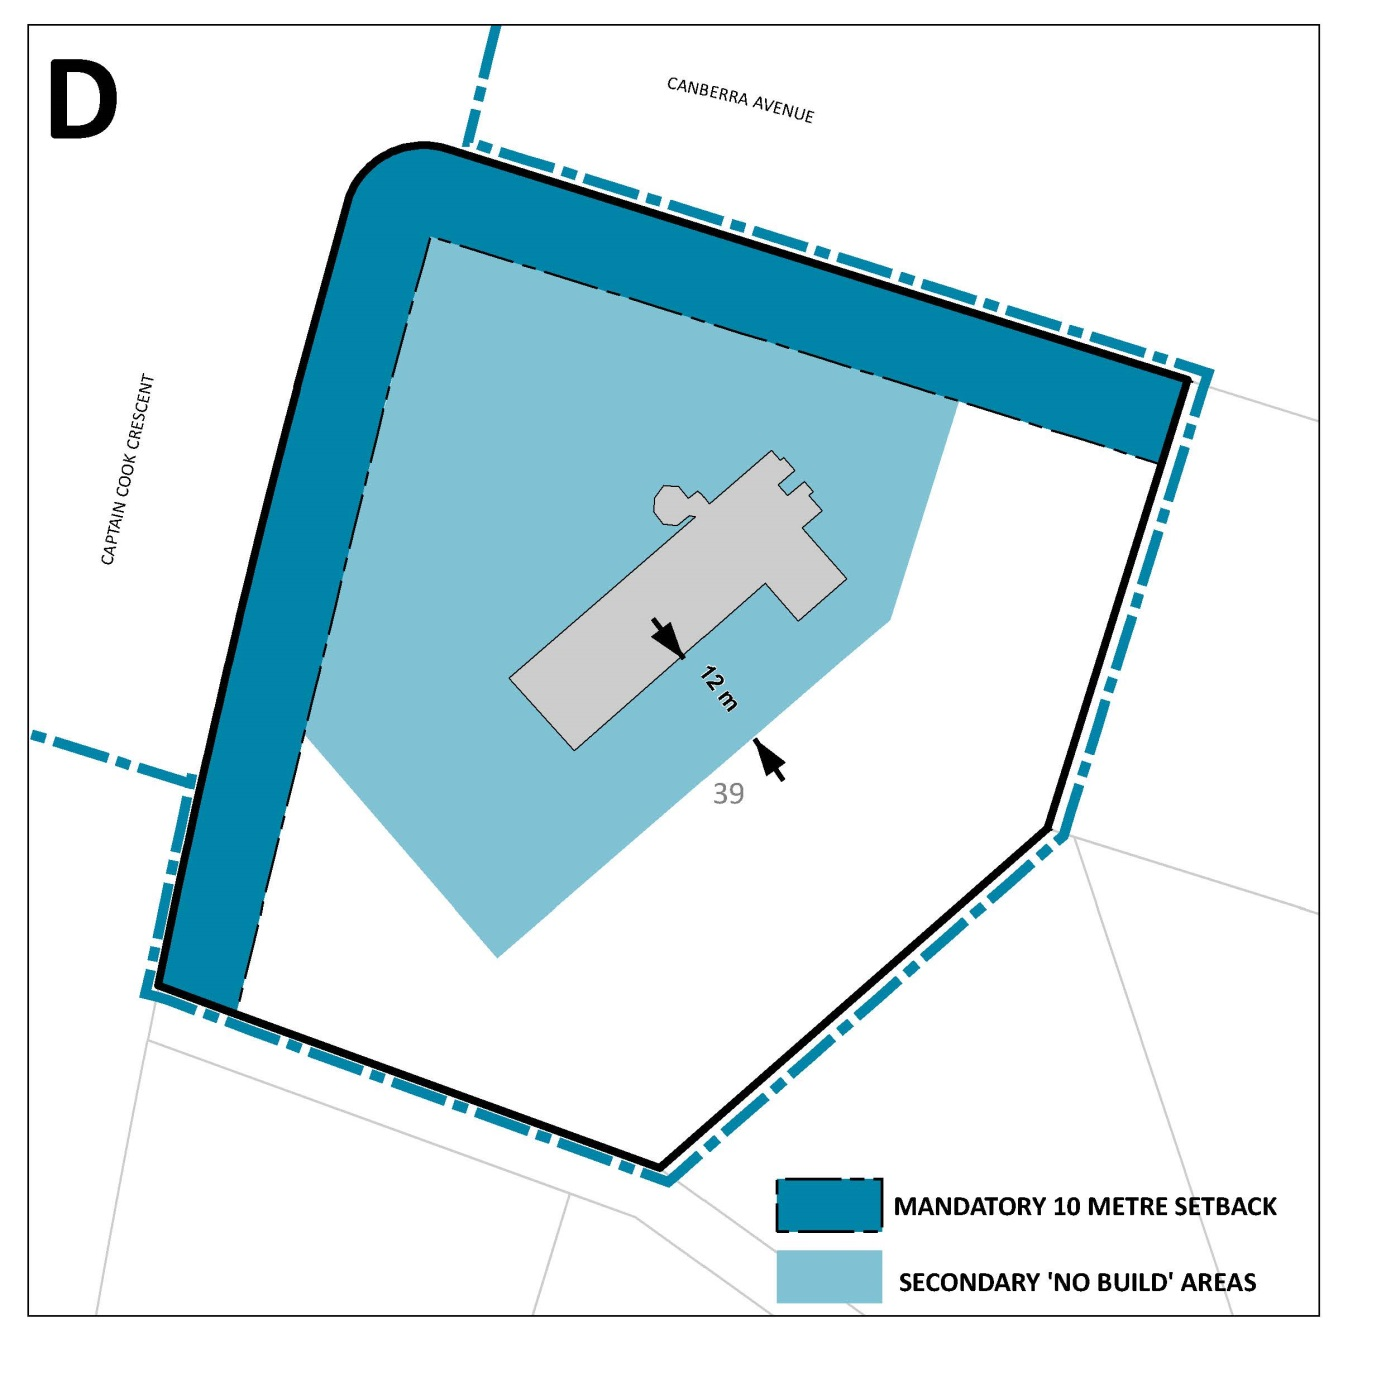 D
CANBERRA AVENUE
CAPTAIN COOK CRESCENT
12 m
39
MANDATORY 10 METRE SETBACK
SECONDARY 'NO BUILD' AREAS